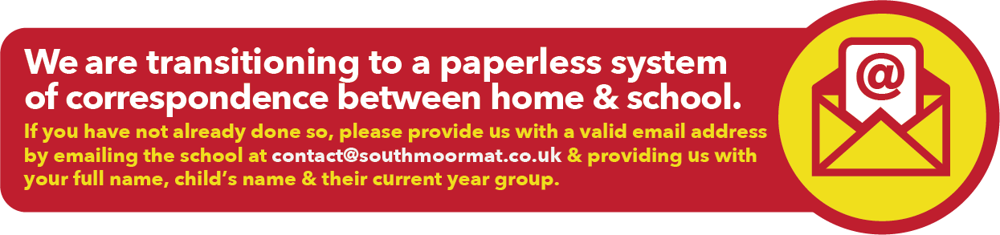 We are transitioning to a paperless system
of correspondence between home & school.
If you have not already done so, please provide us with a valid email address
by emailing the school at contact@southmoormat.co.uk & providing us with
your full name, child’s name & their current year group.
@